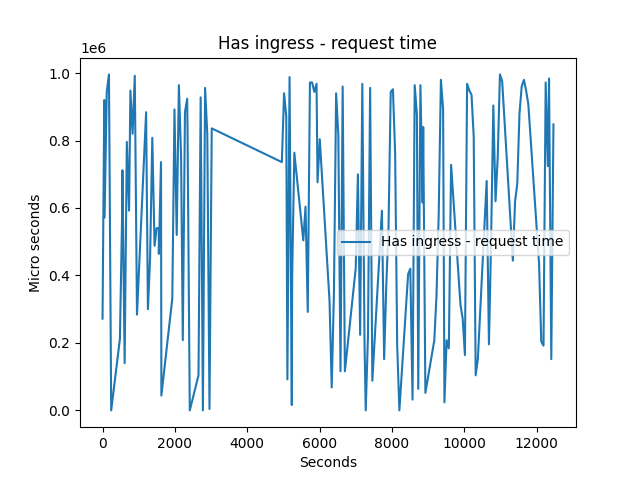 Has ingress - request time
1e6
1.0
0.8
0.6
0.4
0.2
0.0
Micro seconds
Has ingress - request time
0 2000 4000 6000 8000 10000 12000
Seconds